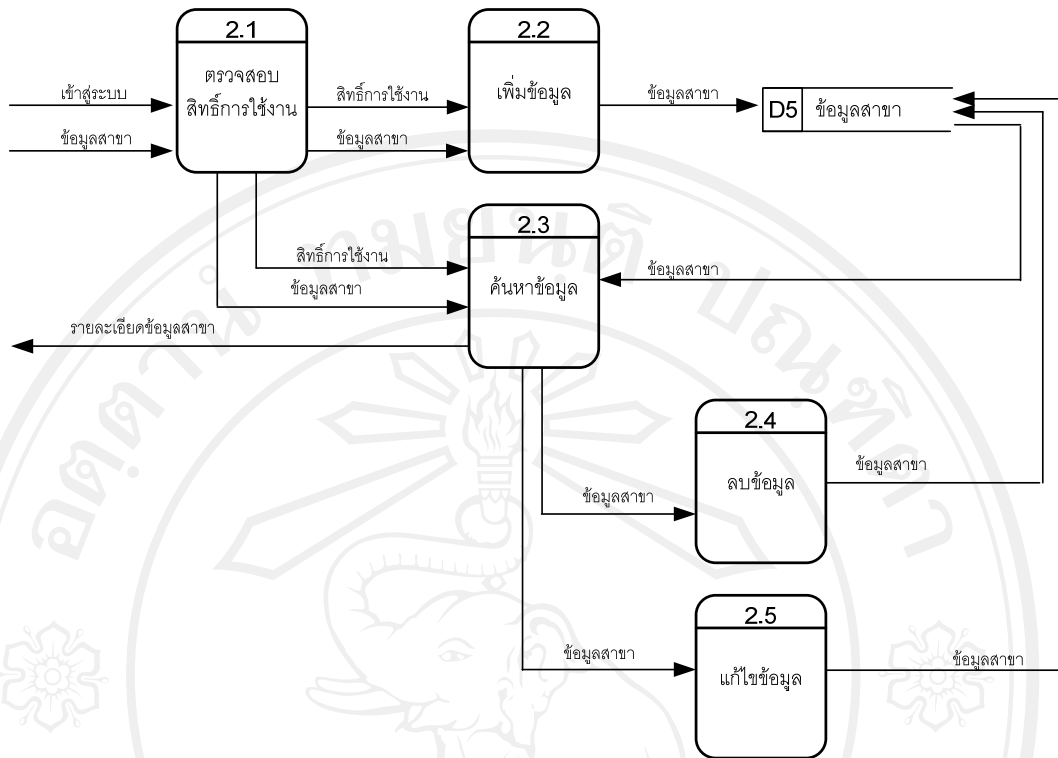 2.1
ตรวจสอบ
สิทธิ์การใช้งาน
2.2
เพิ่มข้อมูล
เข้าสู่ระบบ
ข้อมูลสาขา
สิทธิ์การใช้งาน
ข้อมูลสาขา
ข้อมูลสาขา
D5 ข้อมูลสาขา
2.3
ค้นหาข้อมูล
สิทธิ์การใช้งาน
ข้อมูลสาขา
ข้อมูลสาขา
รายละเอียดข้อมูลสาขา
2.4
ลบข้อมูล
ข้อมูลสาขา
ข้อมูลสาขา
2.5
แก้ไขข้อมูล
ข้อมูลสาขา
ข้อมูลสาขา